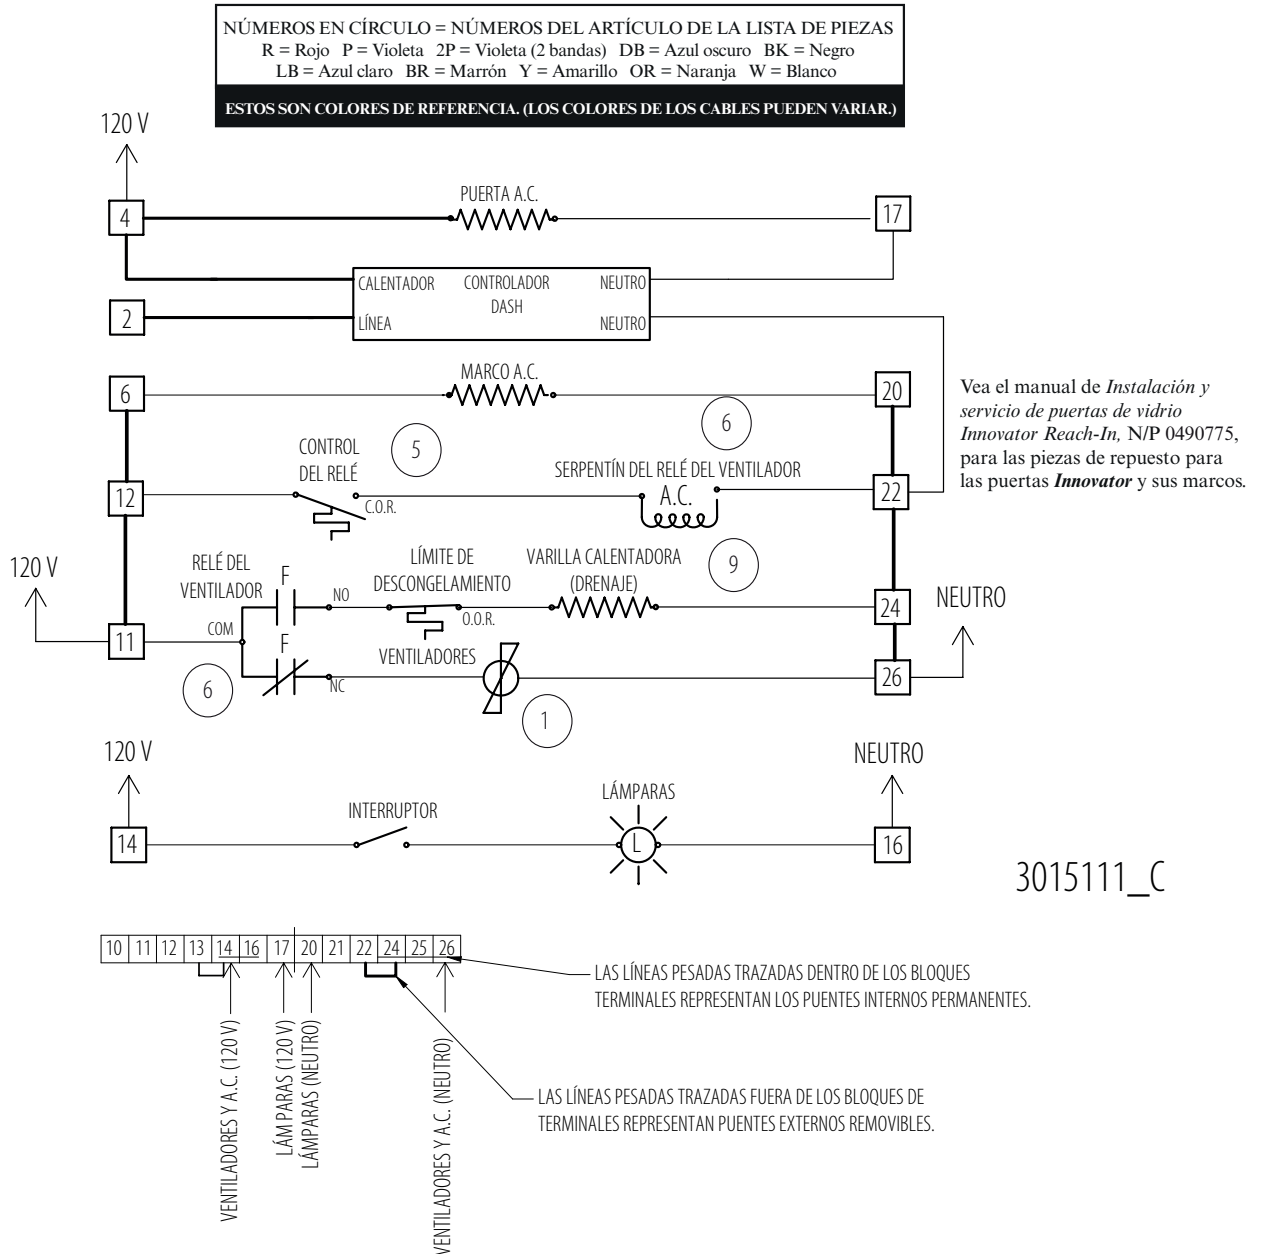 NÚMEROS EN CÍRCULO = NÚMEROS DEL ARTÍCULO DE LA LISTA DE PIEZAS
R = Rojo P = Violeta 2P = Violeta (2 bandas) DB = Azul oscuro BK = Negro
LB = Azul claro BR = Marrón Y = Amarillo OR = Naranja W = Blanco
ESTOS SON COLORES DE REFERENCIA. (LOS COLORES DE LOS CABLES PUEDEN VARIAR.)
120 V
PUERTA A.C.
4
17
CALENTADOR
CONTROLADOR
DASH
NEUTRO
2
LÍNEA
NEUTRO
MARCO A.C.
6
20
Vea el manual de Instalación y
servicio de puertas de vidrio
Innovator Reach-In, N/P 0490775,
para las piezas de repuesto para
las puertas Innovator y sus marcos.
6
5
CONTROL
DEL RELÉ
SERPENTÍN DEL RELÉ DEL VENTILADOR
A.C.
12
C.O.R.
22
120 V
RELÉ DEL
VENTILADOR
F
NO
LÍMITE DE
DESCONGELAMIENTO
O.O.R.
VARILLA CALENTADORA
(DRENAJE)
9
24
NEUTRO
COM
11
F
NC
VENTILADORES
26
6
1
120 V
NEUTRO
INTERRUPTOR
LÁMPARAS
14
L
16
3015111_C
10 11 12 13 14 16 17 20 21 22 24 25 26
LAS LÍNEAS PESADAS TRAZADAS DENTRO DE LOS BLOQUES
TERMINALES REPRESENTAN LOS PUENTES INTERNOS PERMANENTES.
VENTILADORES Y A.C. (120 V)
LÁM PARAS (120 V)
LÁMPARAS (NEUTRO)
VENTILADORES Y A.C. (NEUTRO)
LAS LÍNEAS PESADAS TRAZADAS FUERA DE LOS BLOQUES DE
TERMINALES REPRESENTAN PUENTES EXTERNOS REMOVIBLES.